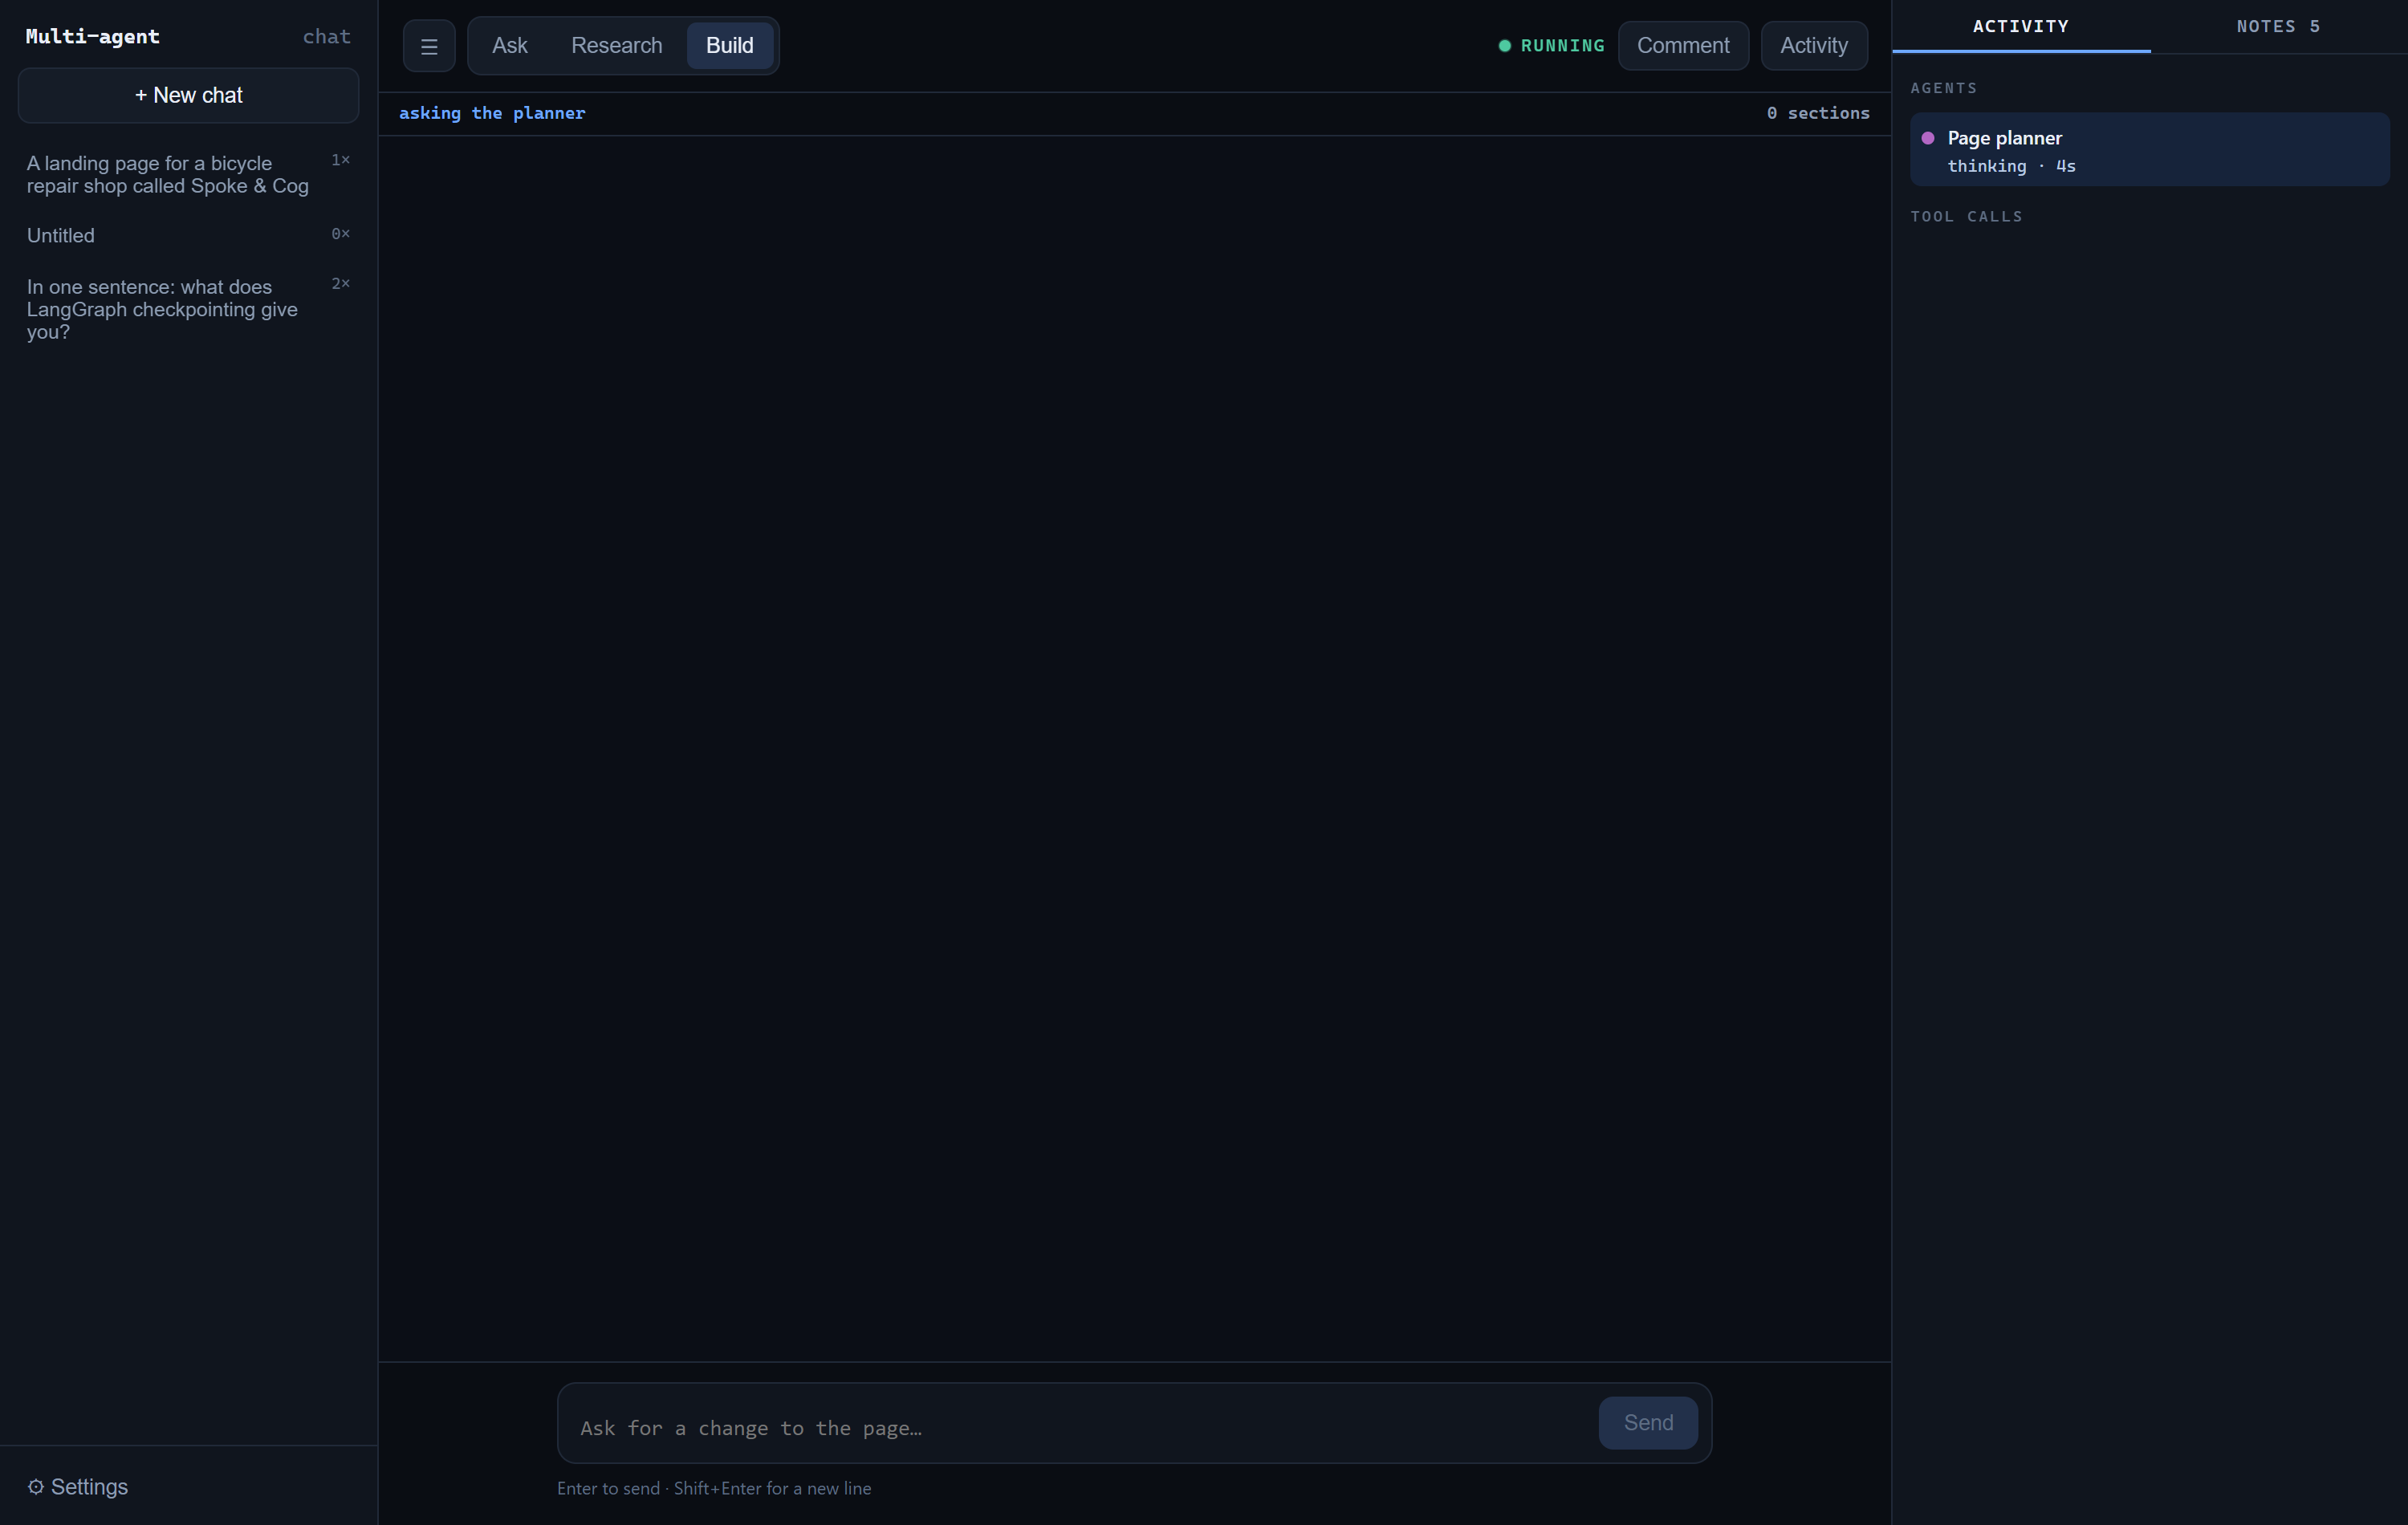 Multi-agent
chat
+ New chat
A landing page for a bicycle
repair shop called Spoke & Cog
1×
Untitled
0×
In one sentence: what does
LangGraph checkpointing give
you?
2×
⚙ Settings
☰
Ask
Research
Build
RUNNING
Comment
Activity
asking the planner
0 sections
Ask for a change to the page…
Send
Enter to send · Shift+Enter for a new line
ACTIVITY
NOTES 5
AGENTS
Page planner
thinking · 4s
TOOL CALLS